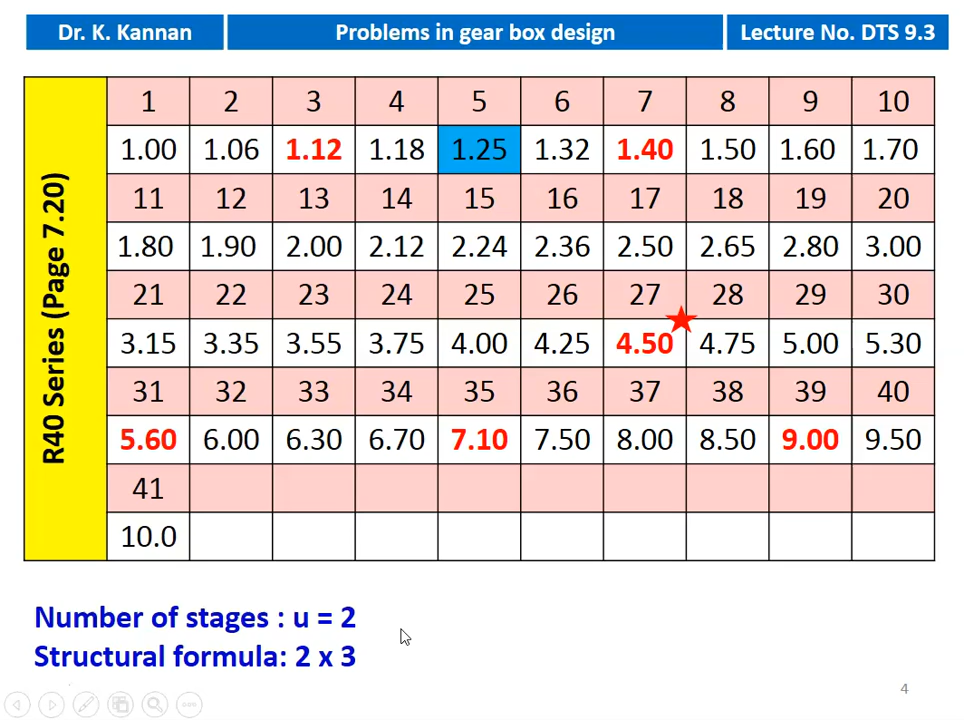 Dr. K. Kannan Problems in gear box design Lecture No. DTS 9.3
R40 Series (Page 7.20)
1 2 3 4 5 6 7 8 9 10
1.00 1.06 1.12 1.18 1.25 1.32 1.40 1.50 1.60 1.70
11 12 13 14 15 16 17 18 19 20
1.80 1.90 2.00 2.12 2.24 2.36 2.50 2.65 2.80 3.00
21 22 23 24 25 26 27 28 29 30
3.15 3.35 3.55 3.75 4.00 4.25 4.50 4.75 5.00 5.30
31 32 33 34 35 36 37 38 39 40
5.60 6.00 6.30 6.70 7.10 7.50 8.00 8.50 9.00 9.50
41
10.0
Number of stages : u = 2
Structural formula: 2 x 3
4